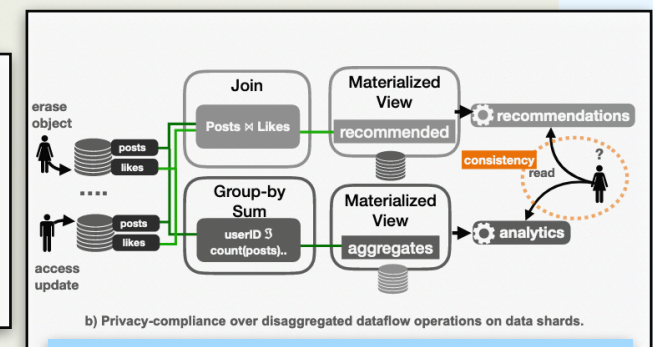 erase
object
posts
likes
....
posts
likes
access
update
Join
Posts ⋈ Likes
Group-by
Sum
userID ℑ
count(posts)..
Materialized
View
recommended
Materialized
View
aggregates
recommendations
consistency
read
?
analytics
b) Privacy-compliance over disaggregated dataflow operations on data shards.